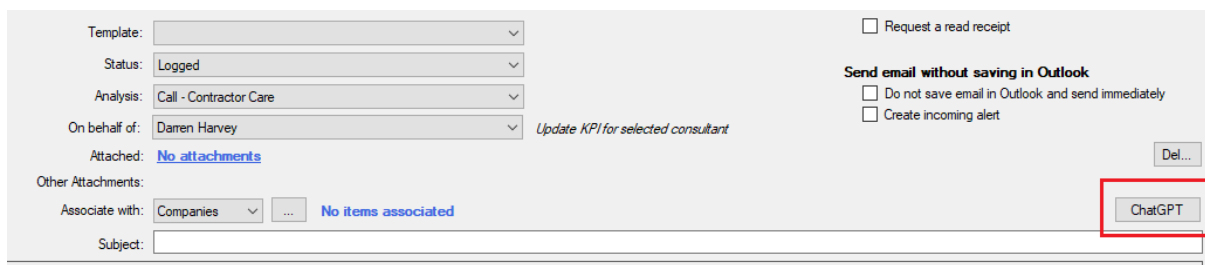 Template: Request a read receipt
Status: Logged Send email without saving in Outlook
Analysis: Call - Contractor Care Do not save email in Outlook and send immediately
On behalf of: Darren Harvey Update KPI for selected consultant Create incoming alert
Attached: No attachments Del...
Other Attachments:
Associate with: Companies ... No items associated ChatGPT
Subject: